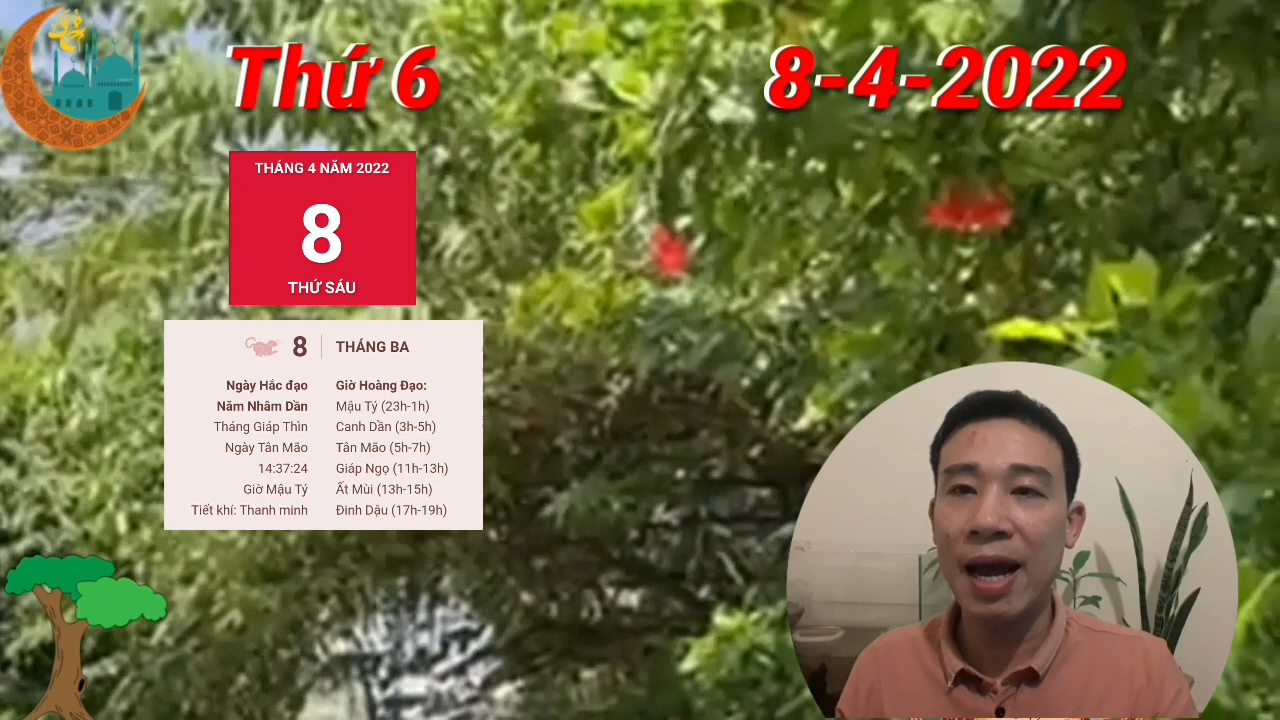 Thứ 6
8-4-2022
THÁNG 4 NĂM 2022
8
THỨ SÁU
8 THÁNG BA
Ngày Hắc đạo
Năm Nhâm Dần
Tháng Giáp Thìn
Ngày Tân Mão
14:37:24
Giờ Mậu Tý
Tiết khí: Thanh minh
Giờ Hoàng Đạo:
Mậu Tý (23h-1h)
Canh Dần (3h-5h)
Tân Mão (5h-7h)
Giáp Ngọ (11h-13h)
Ất Mùi (13h-15h)
Đinh Dậu (17h-19h)